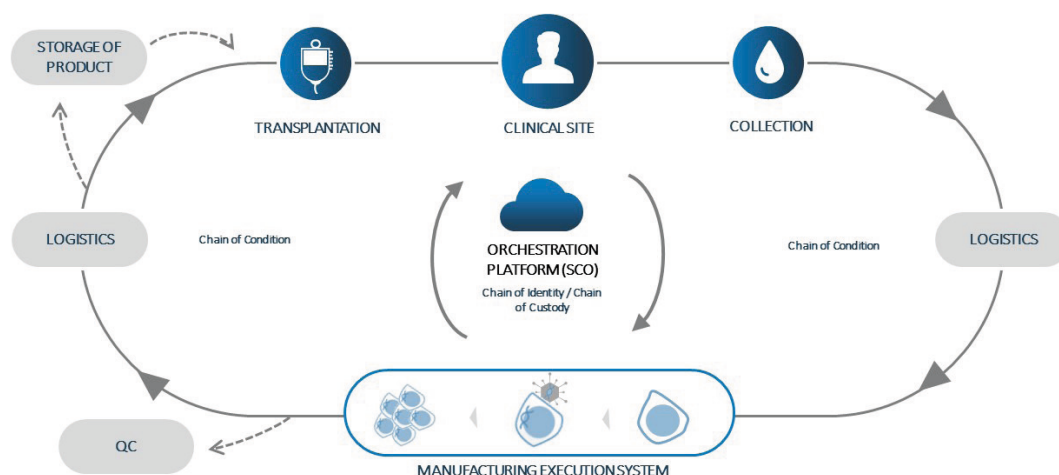 STORAGE OF
PRODUCT
TRANSPLANTATION
CLINICAL SITE
COLLECTION
LOGISTICS
Chain of Condition
ORCHESTRATION
PLATFORM (SCO)
Chain of Identity / Chain
of Custody
Chain of Condition
LOGISTICS
QC
MANUFACTURING EXECUTION SYSTEM